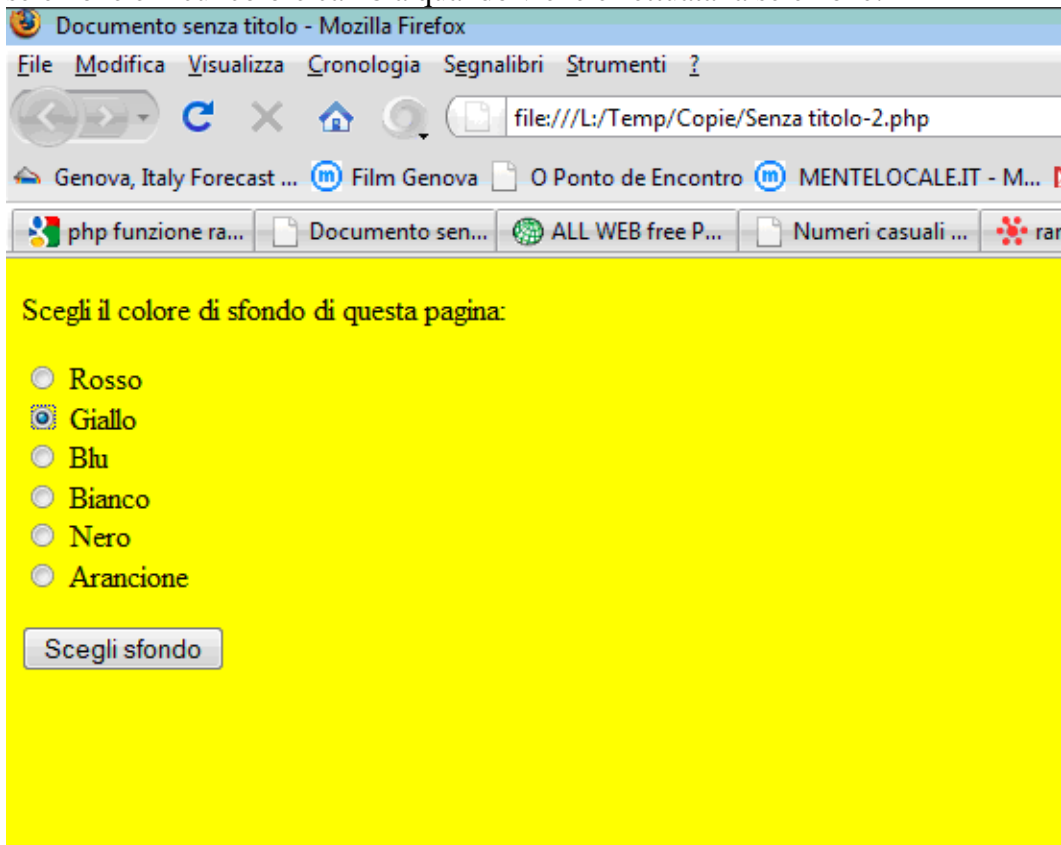 Documento senza titolo - Mozilla Firefox
File Modifica Visualizza Cronologia Segnalibri Strumenti ?
file:///L:/Temp/Copie/Senza titolo-2.php
Genova, Italy Forecast ... Film Genova O Ponto de Encontro MENTELOCALE.IT - M...
php funzione ra... Documento sen... ALL WEB free P... Numeri casuali ... ran
Scegli il colore di sfondo di questa pagina:
Rosso
Giallo
Blu
Bianco
Nero
Arancione
Scegli sfondo